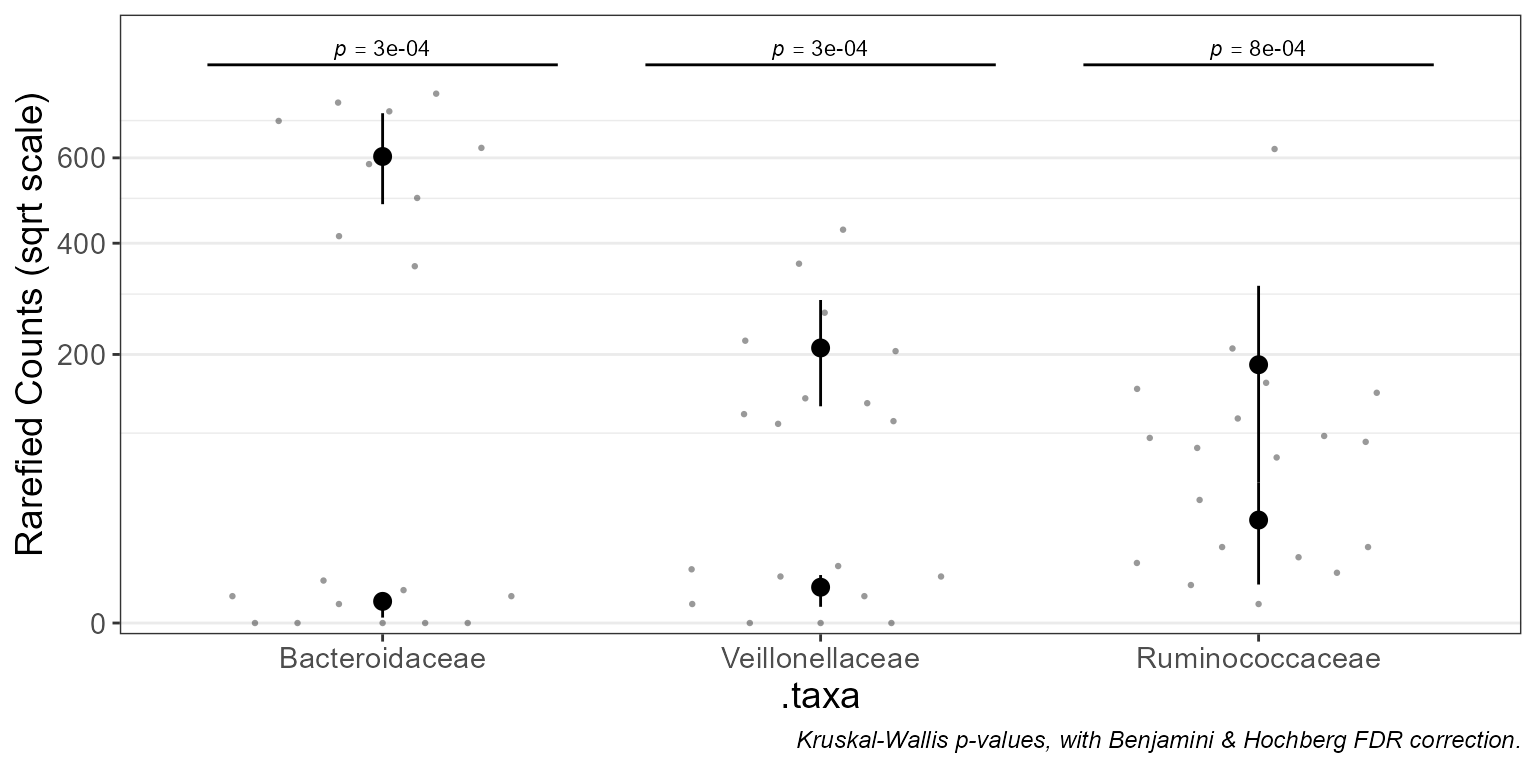 p = 3e-04
p = 3e-04
p = 8e-04
Rarefied Counts (sqrt scale)
600
400
200
0
Bacteroidaceae
Veillonellaceae
Ruminococcaceae
.taxa
Kruskal-Wallis p-values, with Benjamini & Hochberg FDR correction.